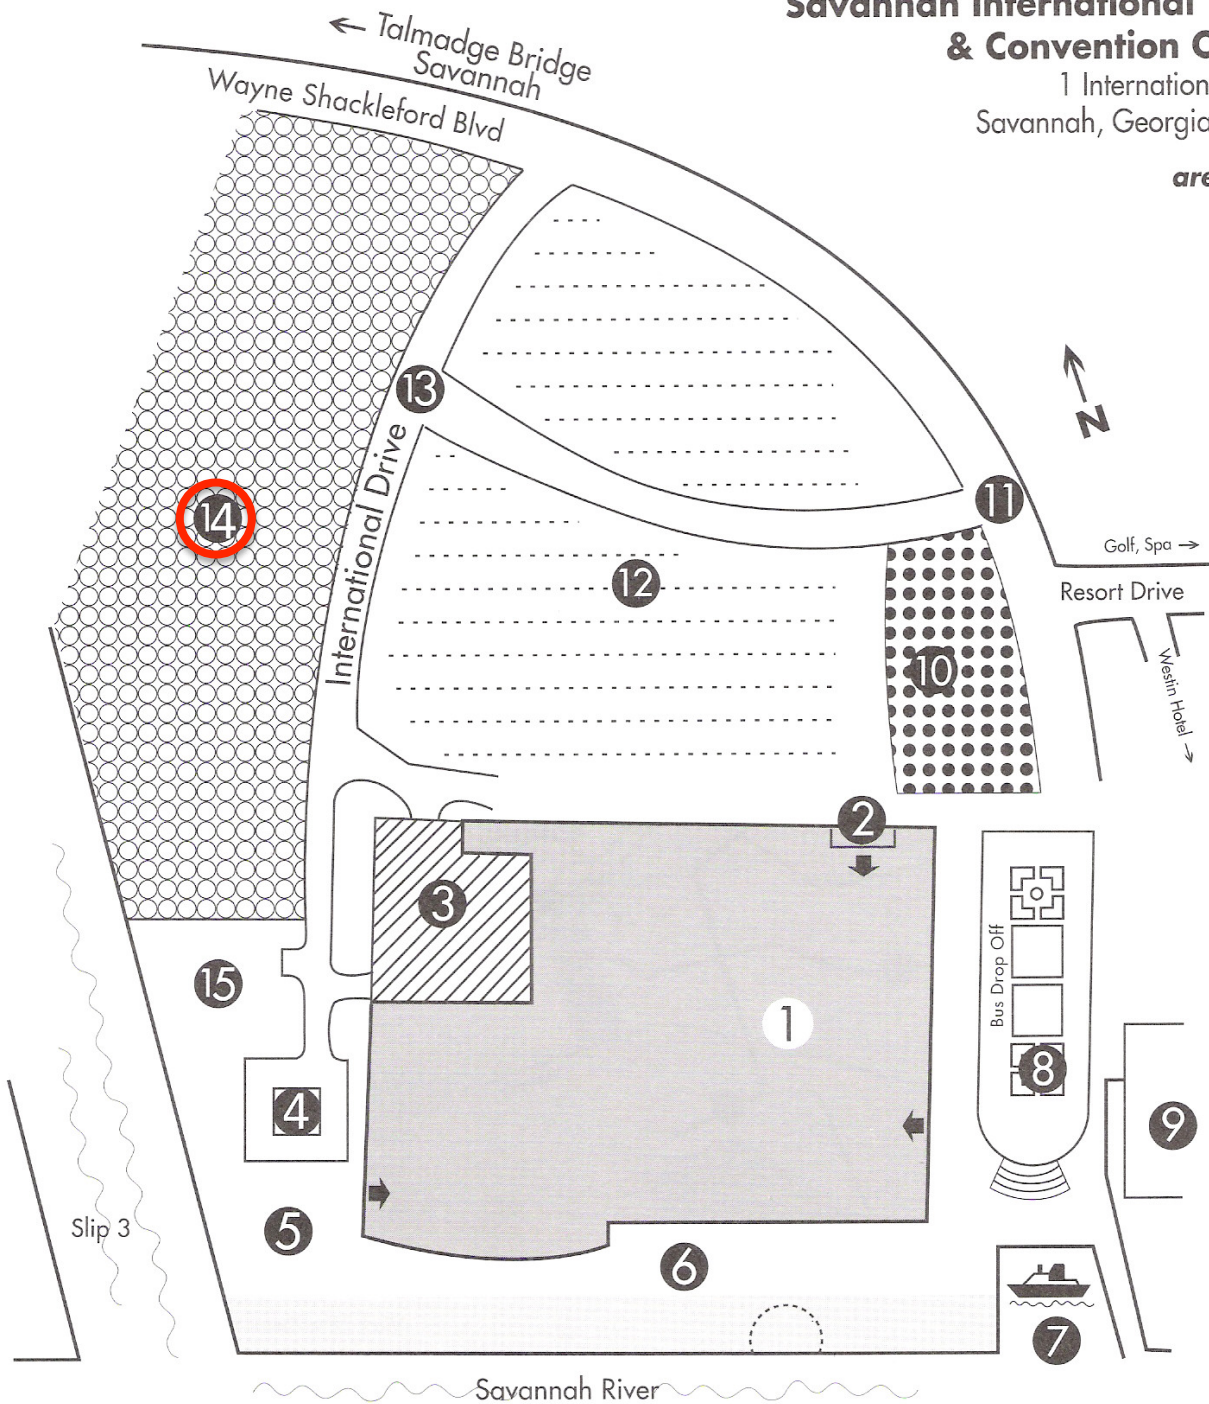 Savannah International
& Convention
1 Internation
Savannah, Georgia
are
← Talmadge Bridge
Savannah
Wayne Shackleford Blvd
13
N
International Drive
14
11
Golf, Spa →
12
Resort Drive
10
Westin Hotel →
2
3
Bus Drop Off
15
1
8
4
9
Slip 3
5
6
7
Savannah River